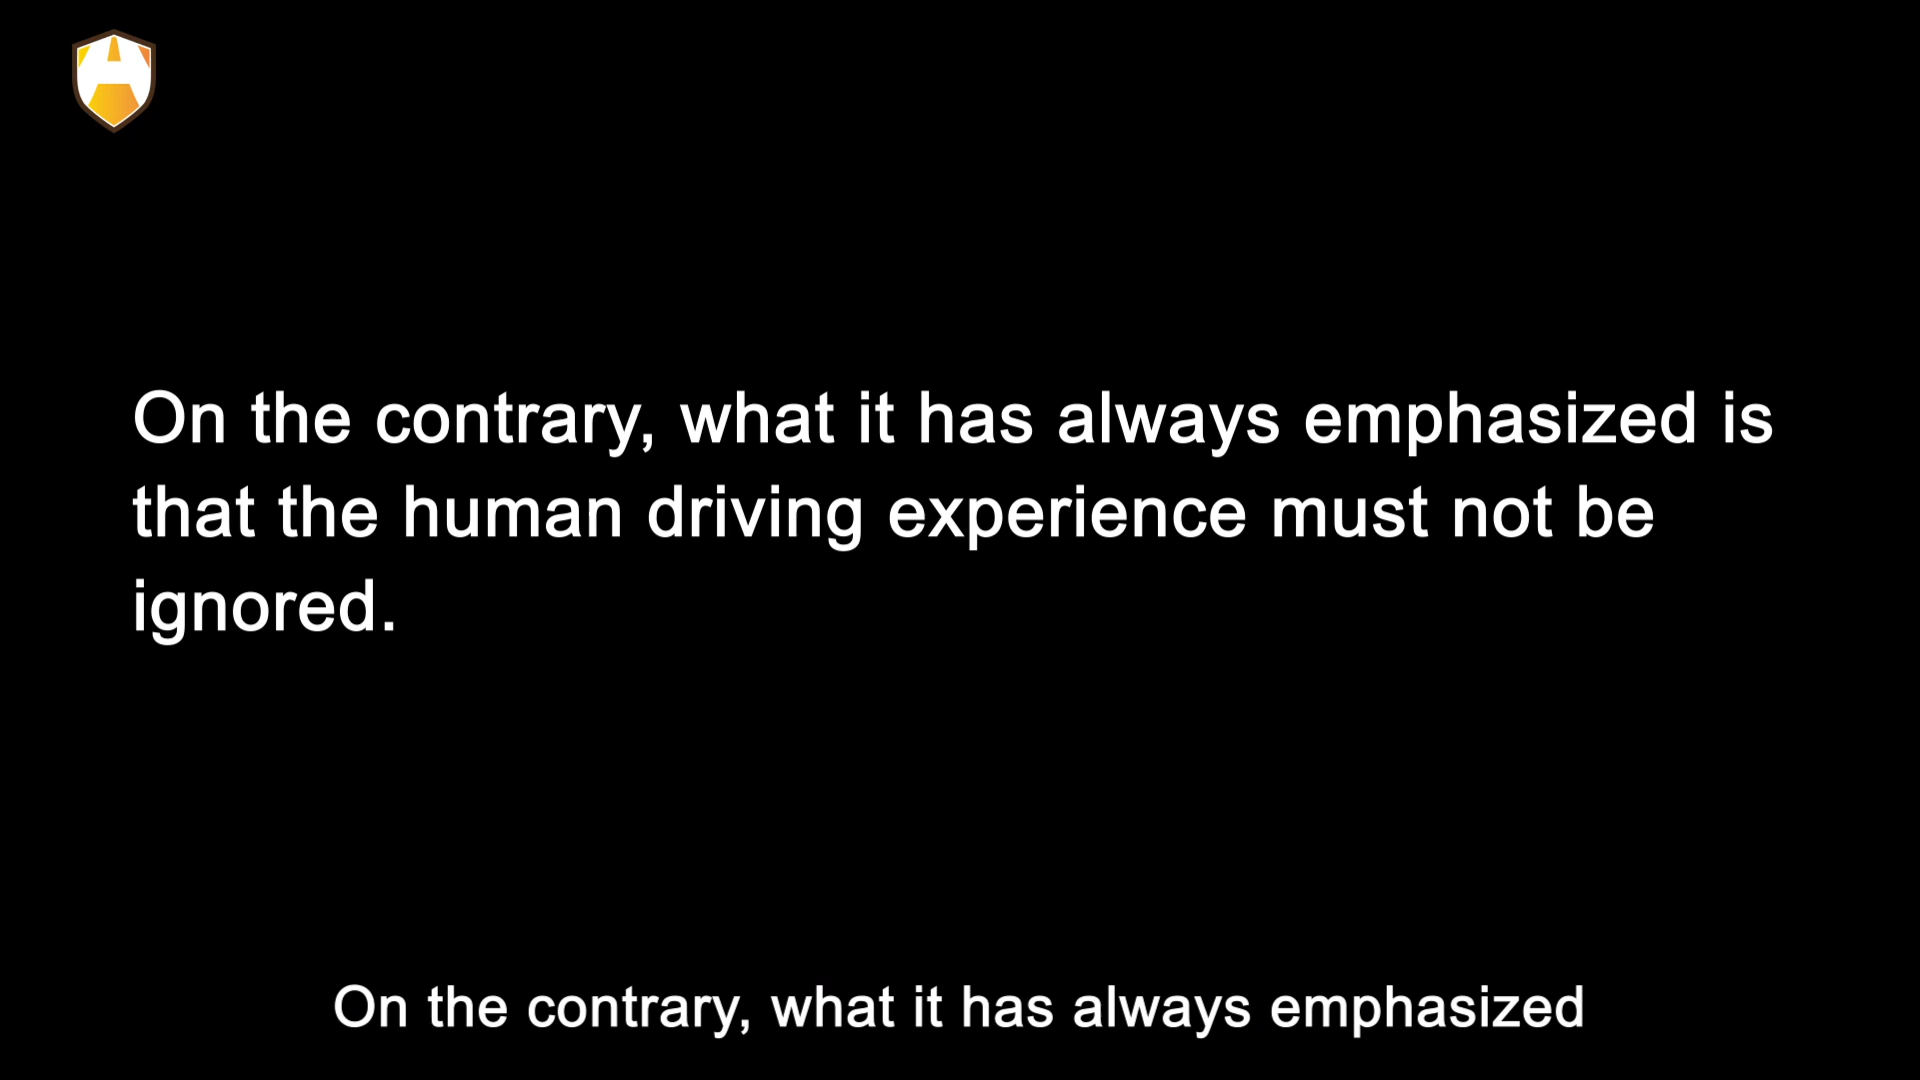 On the contrary, what it has always emphasized is
that the human driving experience must not be
ignored.
On the contrary, what it has always emphasized